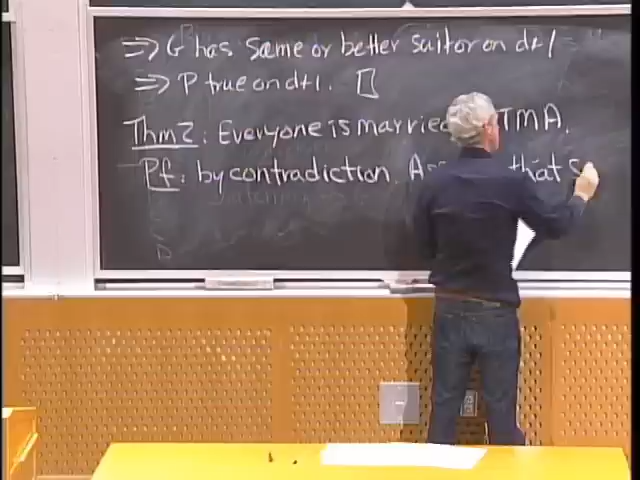 ⇒ G has same or better suitor on d+1
⇒ P true on d+1. □
Thm 2: Everyone is married TMA.
Pf: by contradiction. that